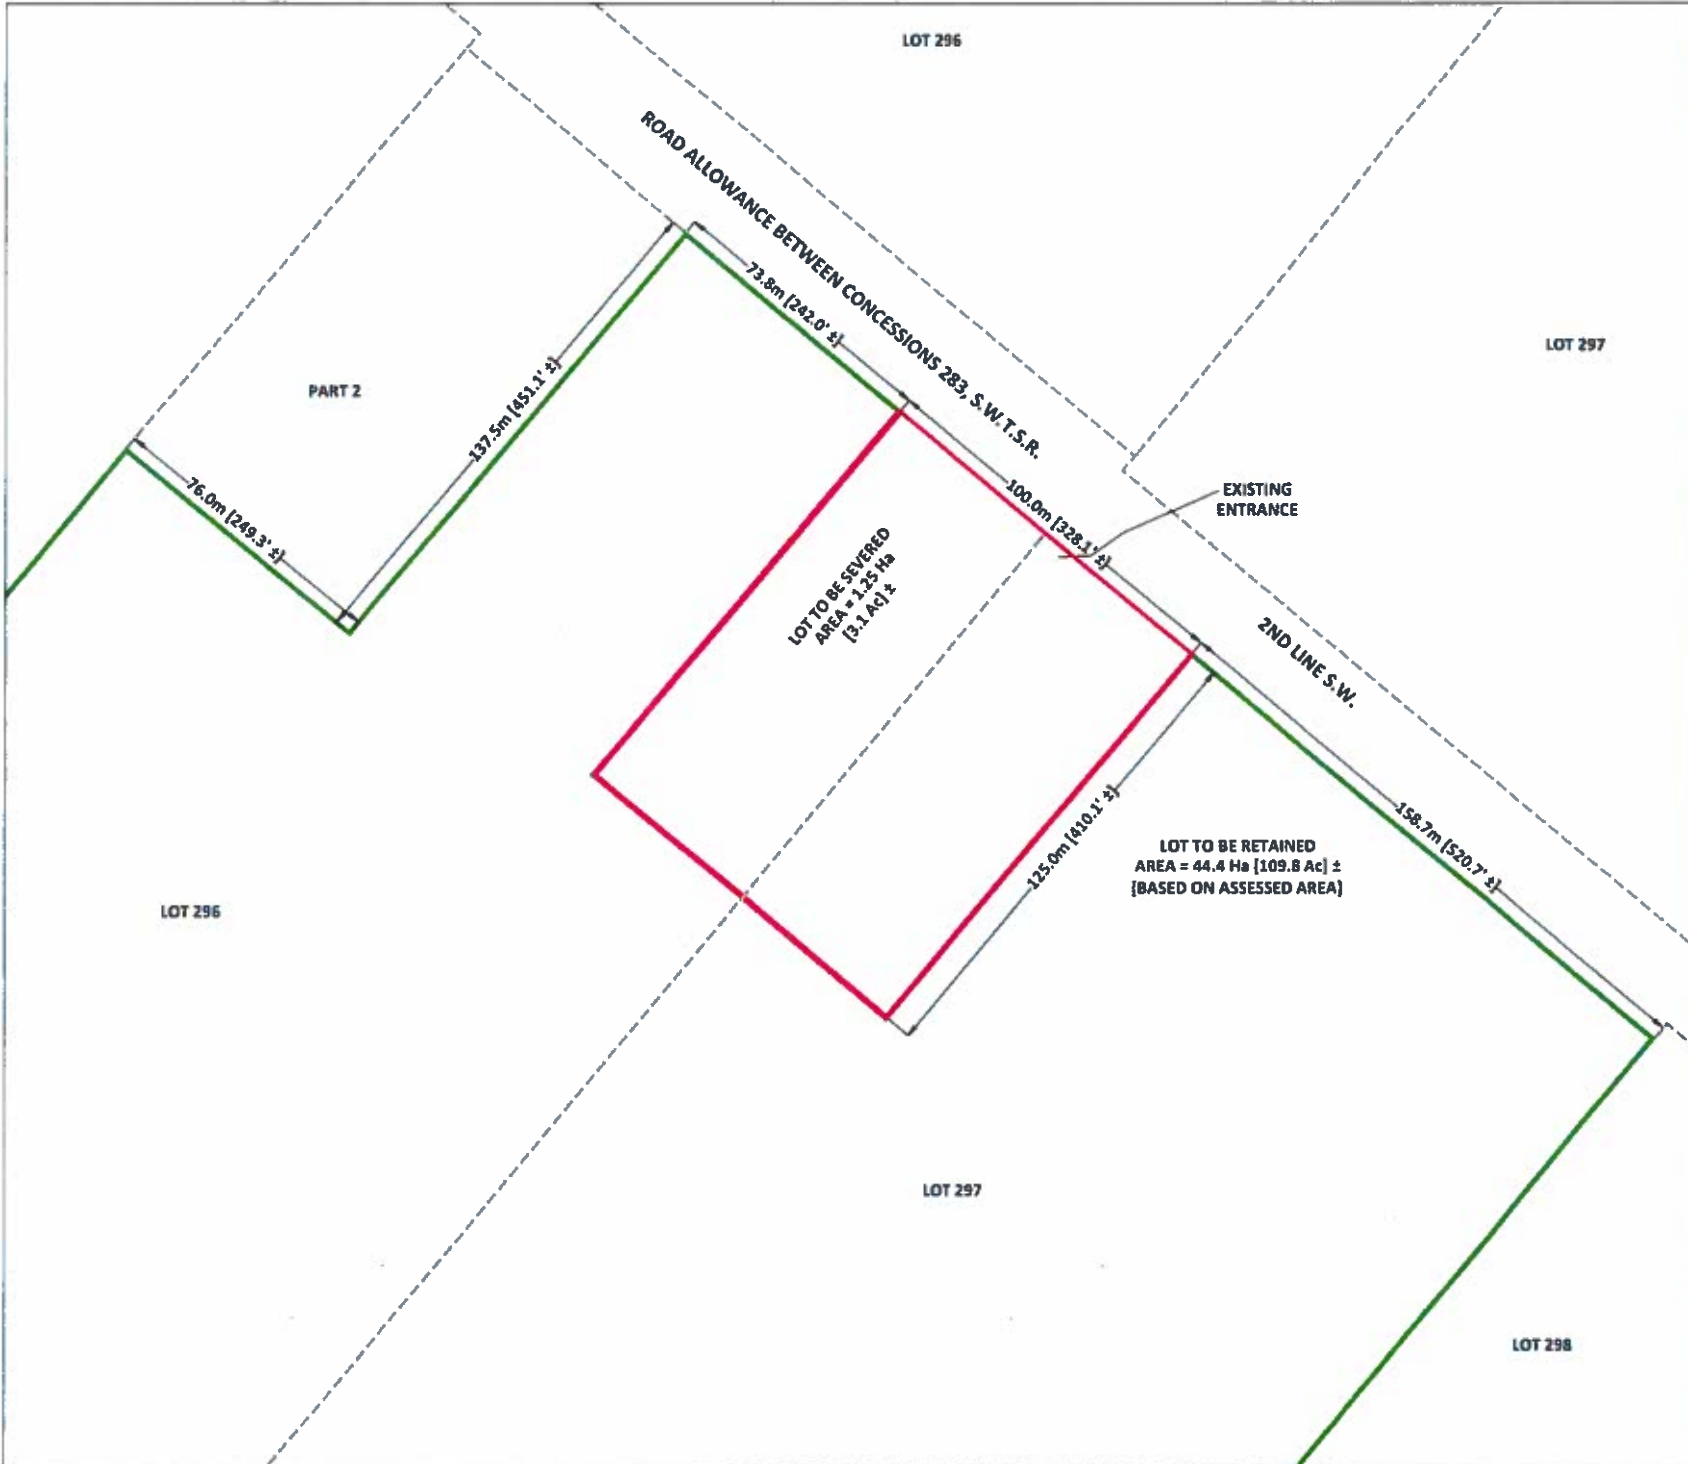 LOT 296
ROAD ALLOWANCE BETWEEN CONCESSIONS 283, S.W.T.S.R.
73.8m [242.0' ±]
LOT 297
PART 2
137.5m [451.1' ±]
76.0m [249.3' ±]
100.0m [328.1' ±]
EXISTING
ENTRANCE
LOT TO BE SEVERED
AREA = 1.25 Ha
[3.1 Ac] ±
2ND LINE S.W.
125.0m [410.1' ±]
158.7m [520.7' ±]
LOT TO BE RETAINED
AREA = 44.4 Ha [109.8 Ac] ±
[BASED ON ASSESSED AREA]
LOT 296
LOT 297
LOT 298